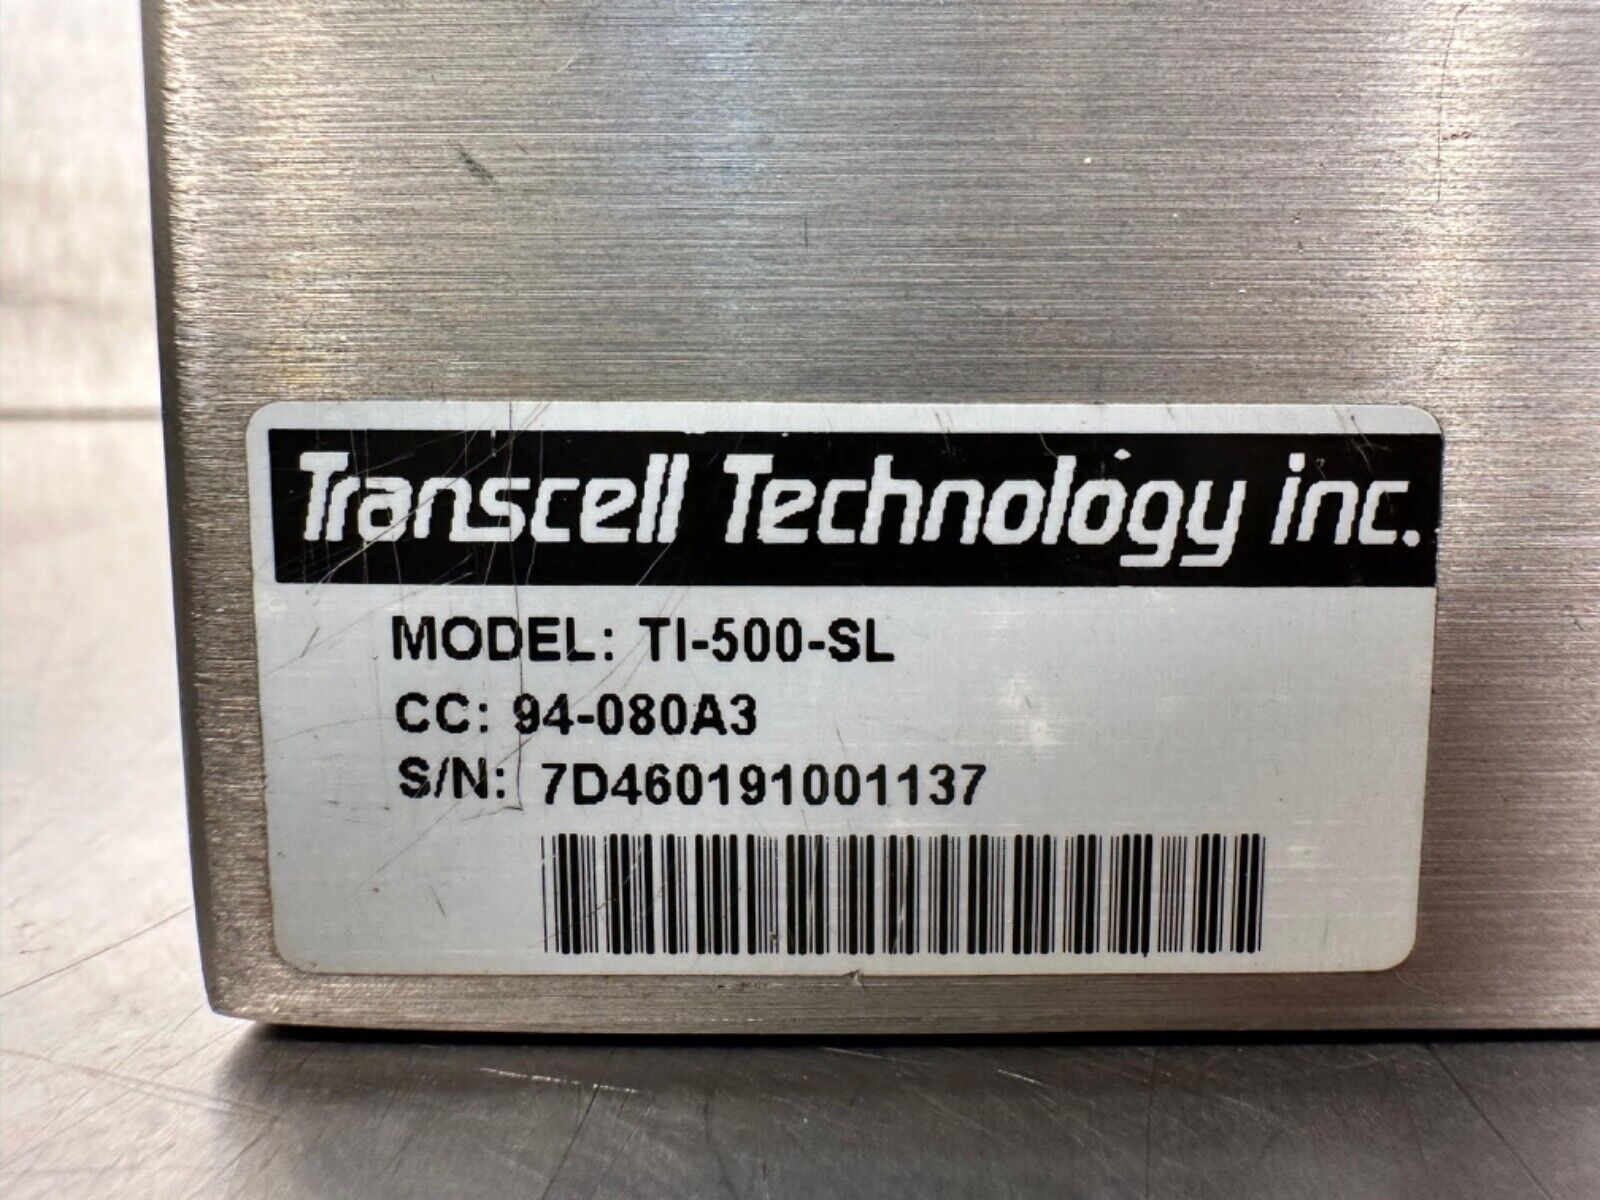 Transcell Technology inc.
MODEL: TI-500-SL
CC: 94-080A3
S/N: 7D460191001137